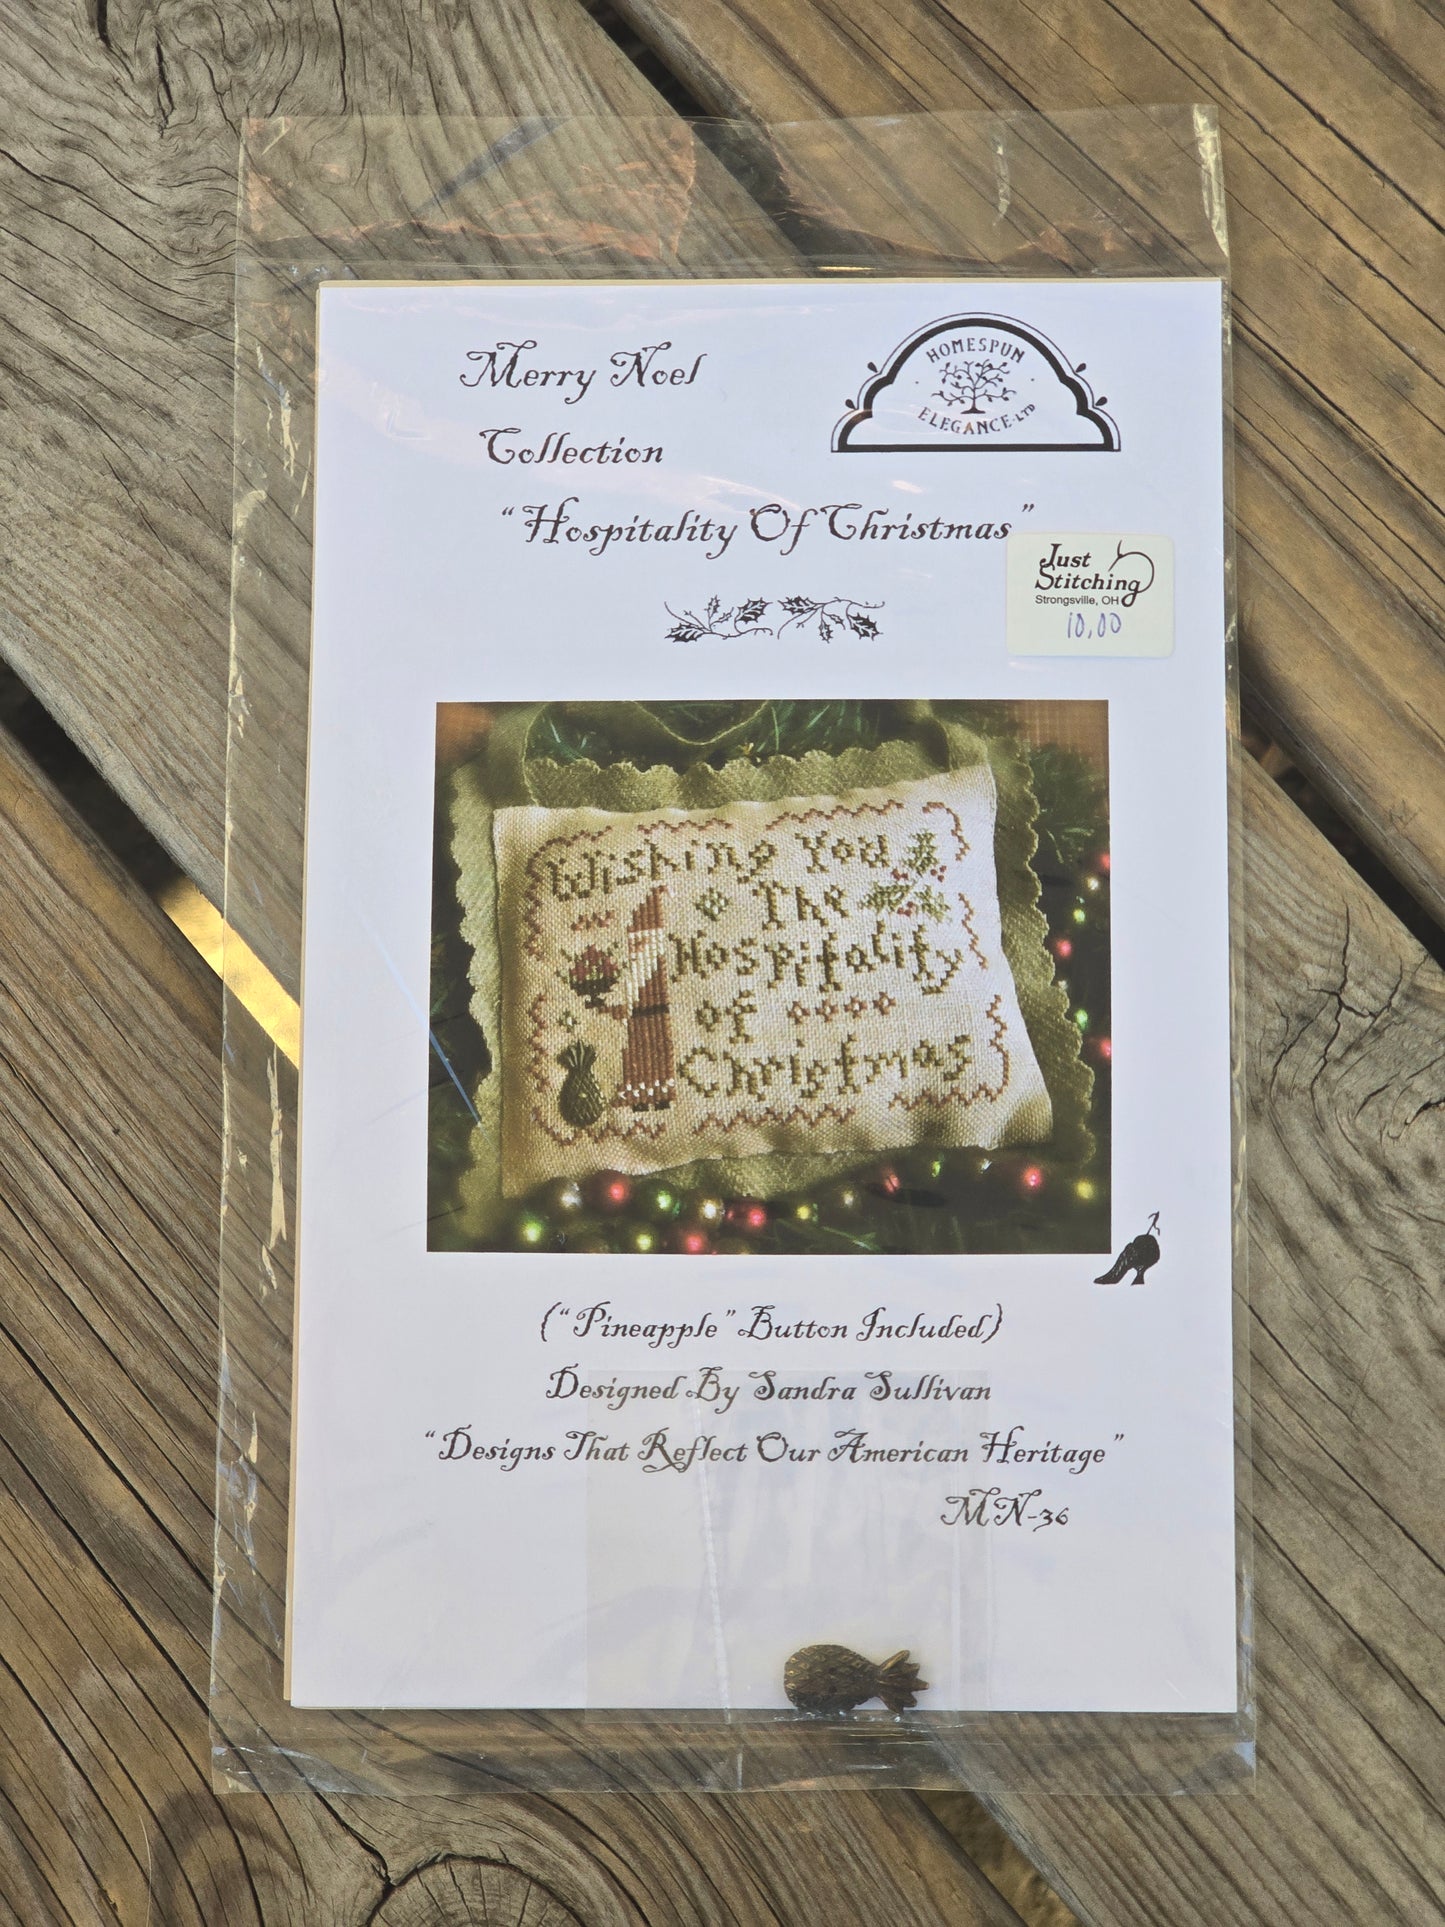 Merry Noel
HOMESPUN
ELEGANCE·LTD
Collection
"Hospitality Of Christmas"
Just
Stitching
Strongsville, OH
10.00
Wishing You
The
Hospitality
of
Christmas
("Pineapple" Button Included)
Designed By Sandra Sullivan
"Designs That Reflect Our American Heritage"
MN-36